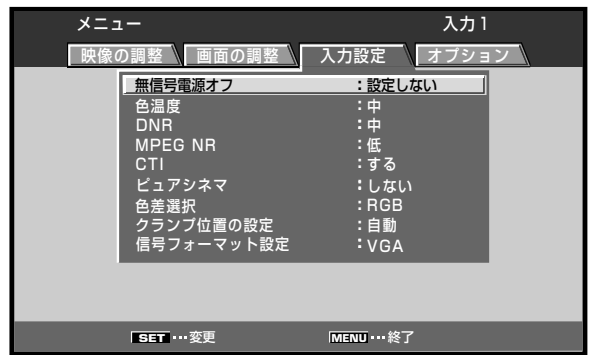 メニュー 入力1
映像の調整 画面の調整 入力設定 オプション
無信号電源オフ :設定しない
色温度 :中
DNR :中
MPEG NR :低
CTI :する
ピュアシネマ :しない
色差選択 :RGB
クランプ位置の設定 :自動
信号フォーマット設定 :VGA
SET…変更 MENU…終了